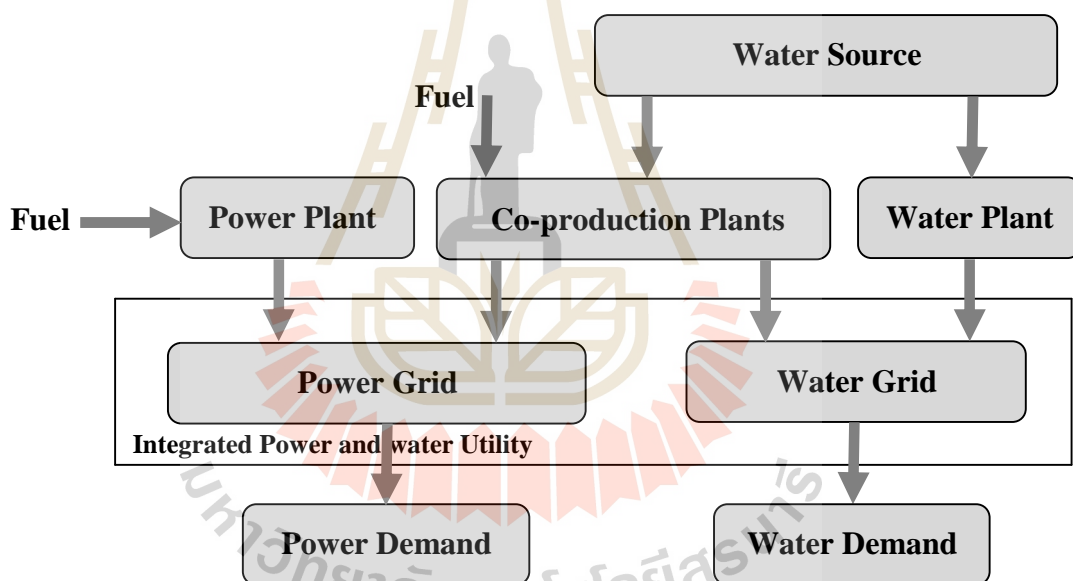 Water Source
Fuel
Fuel
Power Plant
Co-production Plants
Water Plant
Power Grid
Water Grid
Integrated Power and water Utility
Power Demand
Water Demand